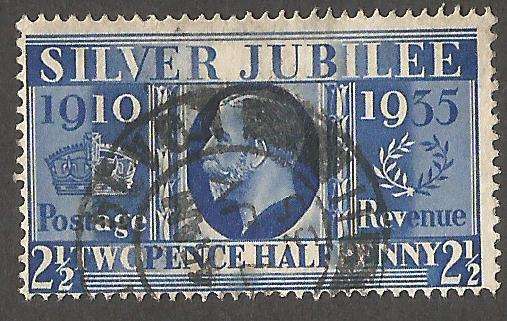 SILVER JUBILEE
1910 1935
Postage Revenue
2½ TWOPENCE HALFPENNY 2½